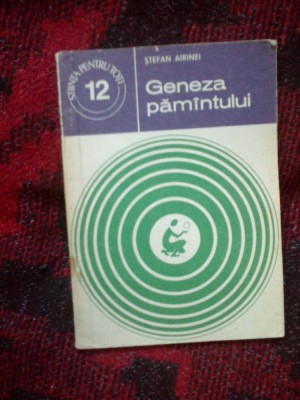 ȘTEFAN AIRINEI
ȘTIINȚA PENTRU TOȚI
12
Geneza
pămîntului